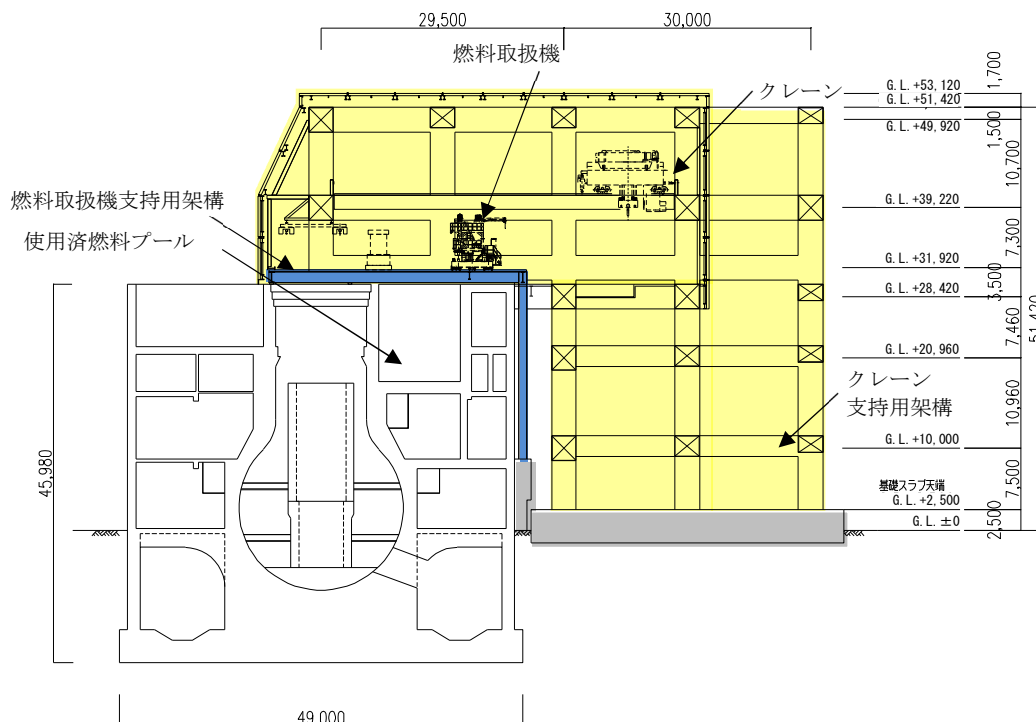 29,500
30,000
燃料取扱機
クレーン
G.L.+53,120
G.L.+51,420
G.L.+49,920
1,700
1,500
10,700
燃料取扱機支持用架構
使用済燃料プール
G.L.+39,220
7,300
G.L.+31,920
3,500
G.L.+28,420
7,460
51,420
G.L.+20,960
クレーン
支持用架構
10,960
G.L.+10,000
7,500
基礎スラブ天端
G.L.+2,500
G.L.±0
2,500
45,980
49,000